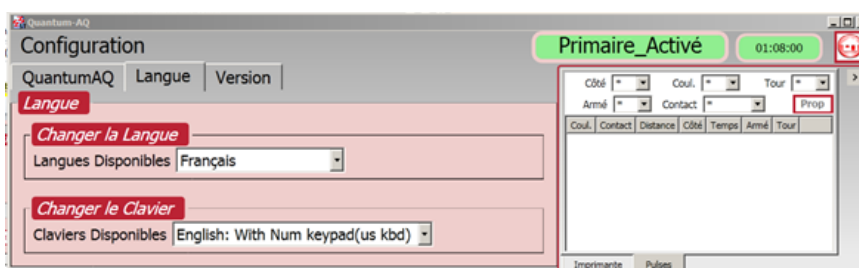 Quantum-AQ
Configuration
Primaire_Activé
01:08:00
QuantumAQ Langue Version
Langue
Changer la Langue
Langues Disponibles Français
Changer le Clavier
Claviers Disponibles English: With Num keypad(us kbd)
Côté * Coul. * Tour *
Armé * Contact * Prop
Coul. Contact Distance Côté Temps Armé Tour
Imprimante Pulses